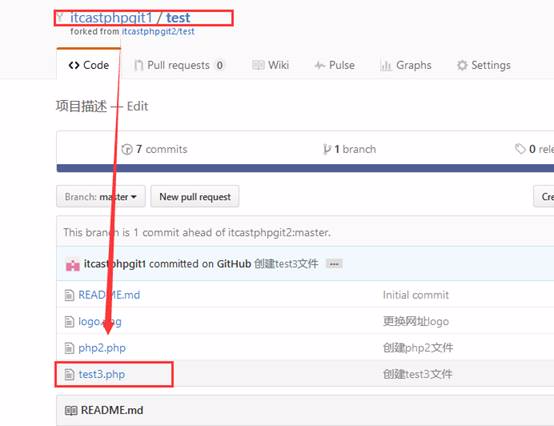 itcastphpgit1 / test
forked from itcastphpgit2/test
Code Pull requests 0 Wiki Pulse Graphs Settings
项目描述 — Edit
7 commits 1 branch 0 rele
Branch: master New pull request Cre
This branch is 1 commit ahead of itcastphpgit2:master.
itcastphpgit1 committed on GitHub 创建test3文件 ...
README.md Initial commit
logo.png 更换网址logo
php2.php 创建php2文件
test3.php 创建test3文件
README.md